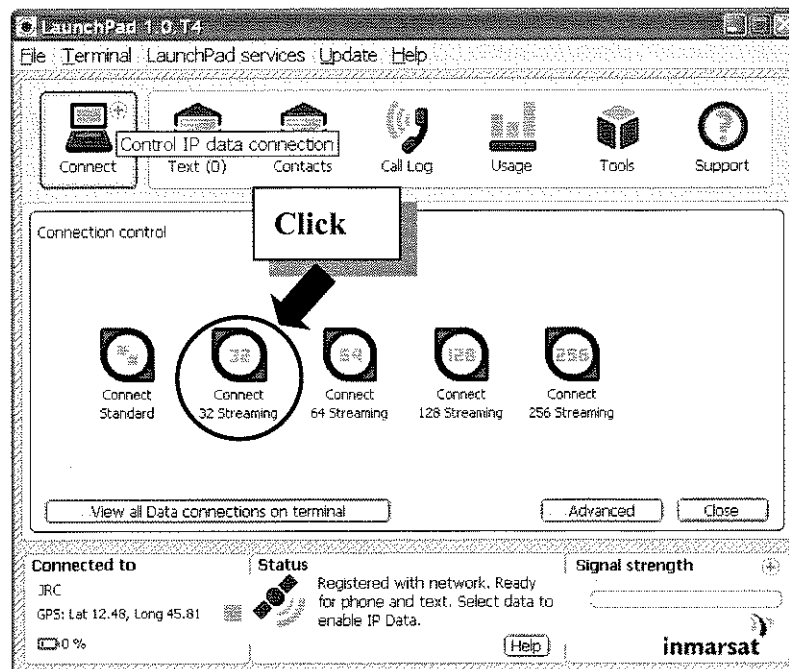 LaunchPad 1.0.T4
File Terminal LaunchPad services Update Help
Control IP data connection
Connect Text (0) Contacts Call Log Usage Tools Support
Click
Connection control
32 64 128 256
Connect Connect Connect Connect Connect
Standard 32 Streaming 64 Streaming 128 Streaming 256 Streaming
View all Data connections on terminal Advanced Close
Connected to Status Signal strength
JRC
GPS: Lat 12.48, Long 45.81
0 %
Registered with network. Ready
for phone and text. Select data to
enable IP Data.
Help
inmarsat